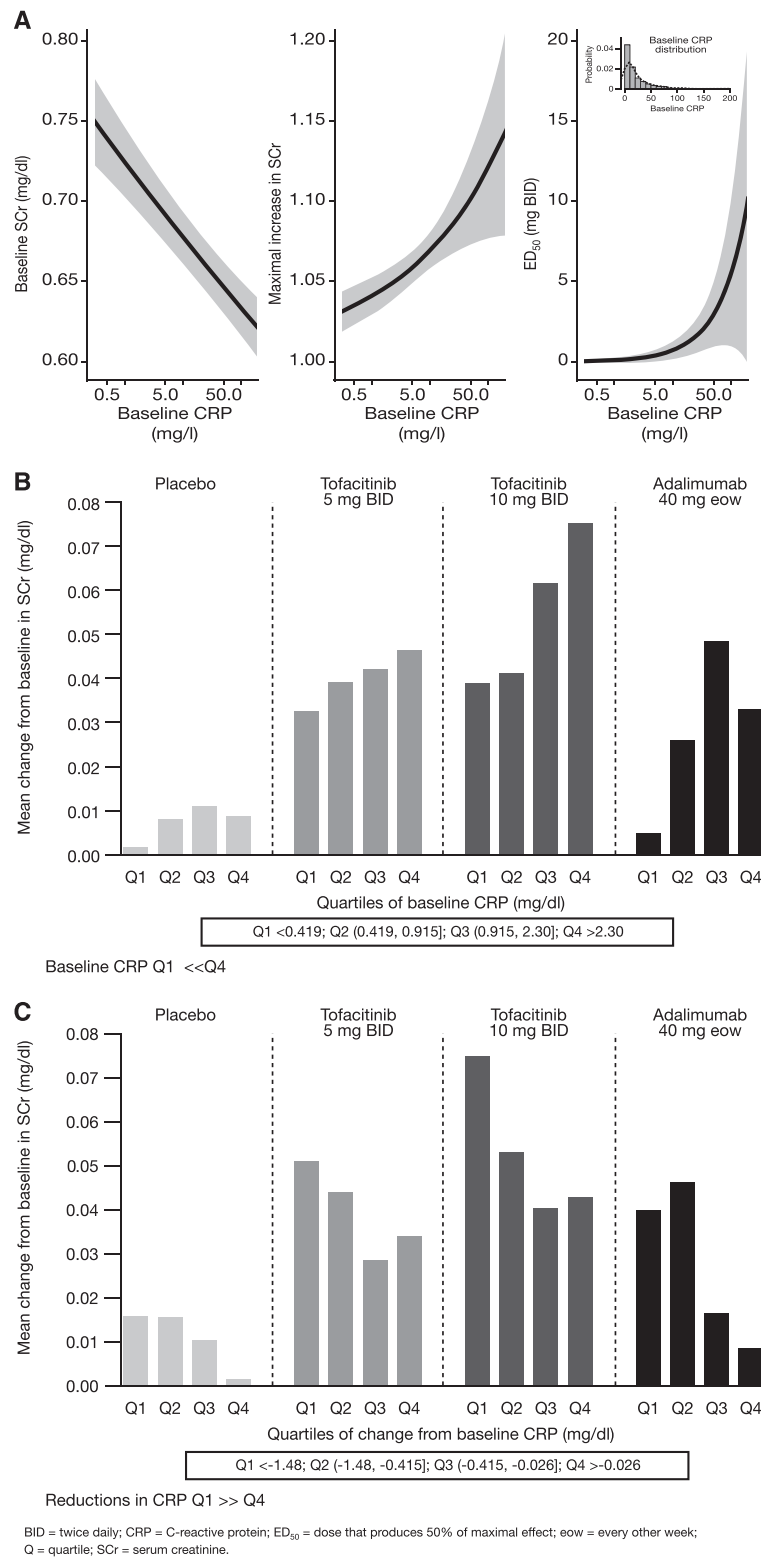 A
0.80
0.75
0.70
0.65
0.60
Baseline SCr (mg/dl)
0.5 5.0 50.0
Baseline CRP
(mg/l)
1.20
1.15
1.10
1.05
1.00
Maximal increase in SCr
0.5 5.0 50.0
Baseline CRP
(mg/l)
20
15
10
5
0
ED50 (mg BID)
0.5 5.0 50.0
Baseline CRP
(mg/l)
Baseline CRP
distribution
Probability
0.04
0.02
0
0 50 100 150 200
Baseline CRP
B
Placebo
Tofacitinib
5 mg BID
Tofacitinib
10 mg BID
Adalimumab
40 mg eow
Mean change from baseline in SCr (mg/dl)
0.08
0.07
0.06
0.05
0.04
0.03
0.02
0.01
0.00
Q1 Q2 Q3 Q4 Q1 Q2 Q3 Q4 Q1 Q2 Q3 Q4 Q1 Q2 Q3 Q4
Quartiles of baseline CRP (mg/dl)
Q1 <0.419; Q2 (0.419, 0.915]; Q3 (0.915, 2.30]; Q4 >2.30
Baseline CRP Q1 <<Q4
C
Placebo
Tofacitinib
5 mg BID
Tofacitinib
10 mg BID
Adalimumab
40 mg eow
Mean change from baseline in SCr (mg/dl)
0.08
0.07
0.06
0.05
0.04
0.03
0.02
0.01
0.00
Q1 Q2 Q3 Q4 Q1 Q2 Q3 Q4 Q1 Q2 Q3 Q4 Q1 Q2 Q3 Q4
Quartiles of change from baseline CRP (mg/dl)
Q1 <-1.48; Q2 (-1.48, -0.415]; Q3 (-0.415, -0.026]; Q4 >-0.026
Reductions in CRP Q1 >> Q4
BID = twice daily; CRP = C-reactive protein; ED50 = dose that produces 50% of maximal effect; eow = every other week;
Q = quartile; SCr = serum creatinine.